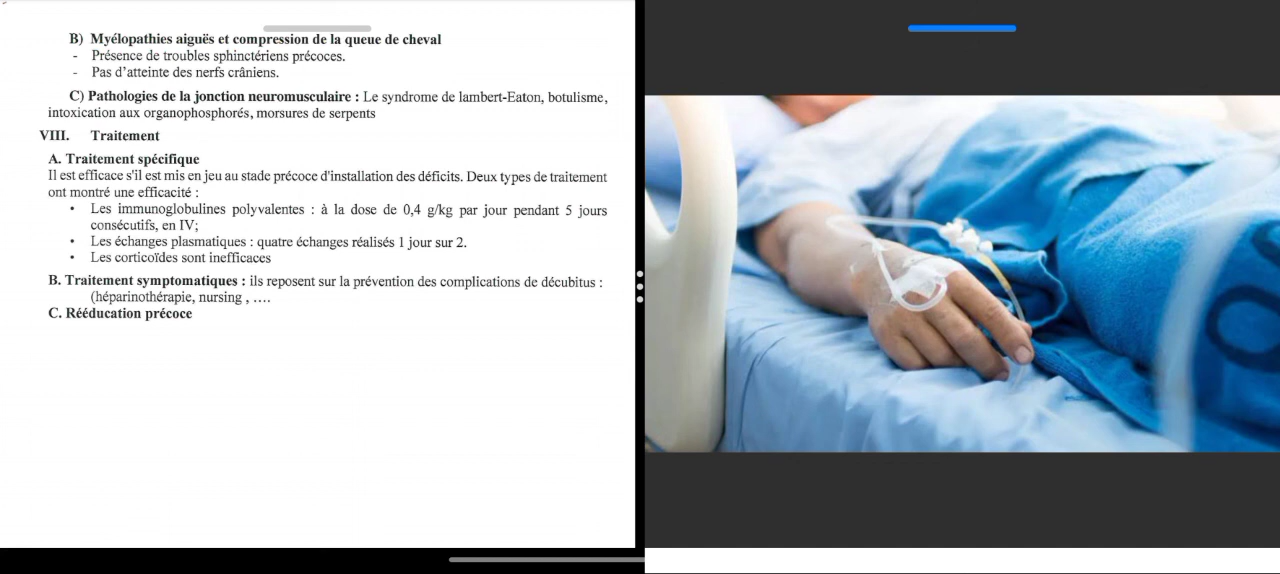 B) Myélopathies aiguës et compression de la queue de cheval
- Présence de troubles sphinctériens précoces.
- Pas d'atteinte des nerfs crâniens.
C) Pathologies de la jonction neuromusculaire : Le syndrome de lambert-Eaton, botulisme,
intoxication aux organophosphorés, morsures de serpents
VIII. Traitement
A. Traitement spécifique
Il est efficace s'il est mis en jeu au stade précoce d'installation des déficits. Deux types de traitement
ont montré une efficacité :
• Les immunoglobulines polyvalentes : à la dose de 0,4 g/kg par jour pendant 5 jours
consécutifs, en IV;
• Les échanges plasmatiques : quatre échanges réalisés 1 jour sur 2.
• Les corticoïdes sont inefficaces
B. Traitement symptomatiques : ils reposent sur la prévention des complications de décubitus :
(héparinothérapie, nursing , ....
C. Rééducation précoce